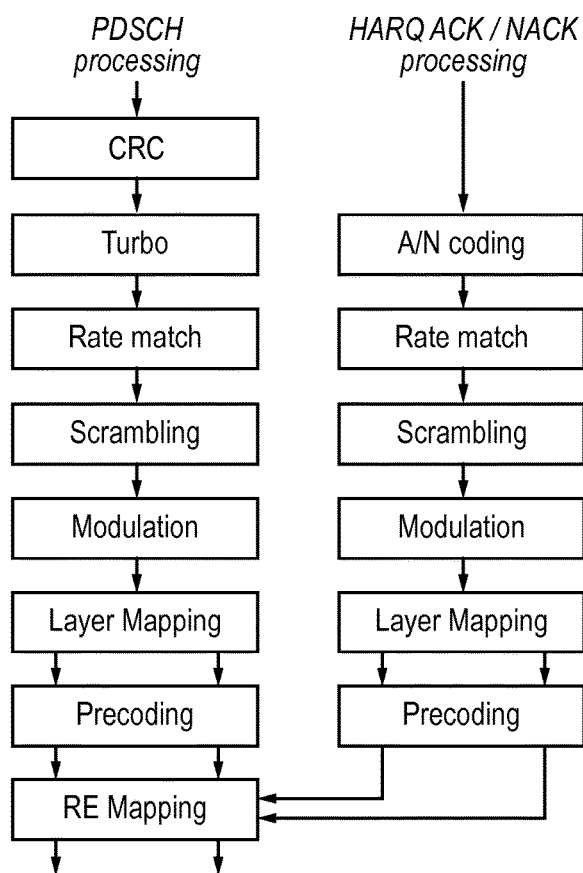 PDSCH
processing
HARQ ACK / NACK
processing
CRC
Turbo
Rate match
Scrambling
Modulation
Layer Mapping
Precoding
RE Mapping
A/N coding
Rate match
Scrambling
Modulation
Layer Mapping
Precoding